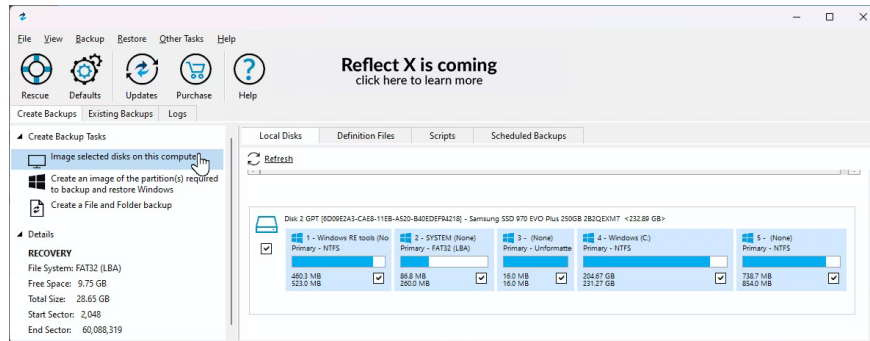 File View Backup Restore Other Tasks Help
Reflect X is coming
click here to learn more
Rescue Defaults Updates Purchase Help
Create Backups Existing Backups Logs
Create Backup Tasks
Image selected disks on this computer
Create an image of the partition(s) required
to backup and restore Windows
Create a File and Folder backup
Details
RECOVERY
File System: FAT32 (LBA)
Free Space: 9.75 GB
Total Size: 28.65 GB
Start Sector: 2,048
End Sector: 60,088,319
Local Disks Definition Files Scripts Scheduled Backups
Refresh
Disk 2 GPT [6D09E2A3-CAE8-11EB-A520-B40EDEF94218] - Samsung SSD 970 EVO Plus 250GB 2B2QEXM7 <232.89 GB>
1 - Windows RE tools (No
Primary - NTFS
460.3 MB
523.0 MB
2 - SYSTEM (None)
Primary - FAT32 (LBA)
86.8 MB
260.0 MB
3 - (None)
Primary - Unformatte
16.0 MB
16.0 MB
4 - Windows (C:)
Primary - NTFS
204.67 GB
231.27 GB
5 - (None)
Primary - NTFS
738.7 MB
854.0 MB